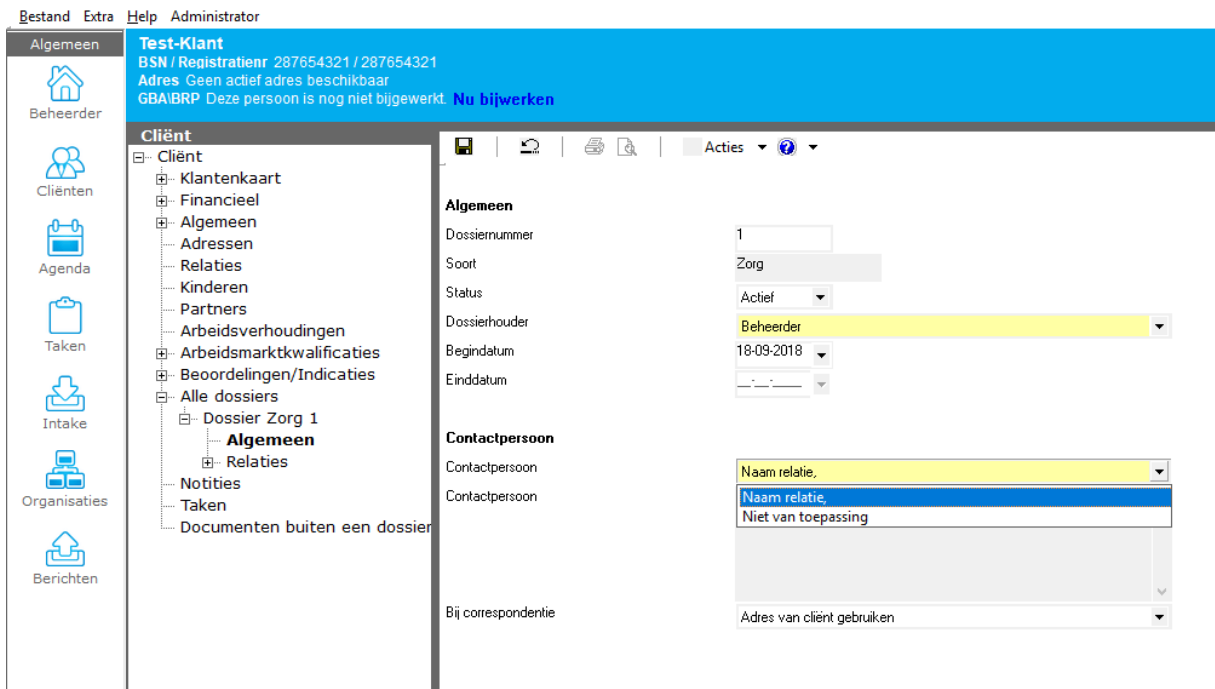 Bestand Extra Help Administrator
Algemeen
Beheerder
Cliënten
Agenda
Taken
Intake
Organisaties
Berichten
Test-Klant
BSN / Registratienr 287654321 / 287654321
Adres Geen actief adres beschikbaar
GBA\BRP Deze persoon is nog niet bijgewerkt. Nu bijwerken
Cliënt
Cliënt
Klantenkaart
Financieel
Algemeen
Adressen
Relaties
Kinderen
Partners
Arbeidsverhoudingen
Arbeidsmarktkwalificaties
Beoordelingen/Indicaties
Alle dossiers
Dossier Zorg 1
Algemeen
Relaties
Notities
Taken
Documenten buiten een dossier
Acties
Algemeen
Dossiernummer 1
Soort Zorg
Status Actief
Dossierhouder Beheerder
Begindatum 18-09-2018
Einddatum __-__-____
Contactpersoon
Contactpersoon Naam relatie,
Contactpersoon Naam relatie,
Niet van toepassing
Bij correspondentie Adres van cliënt gebruiken